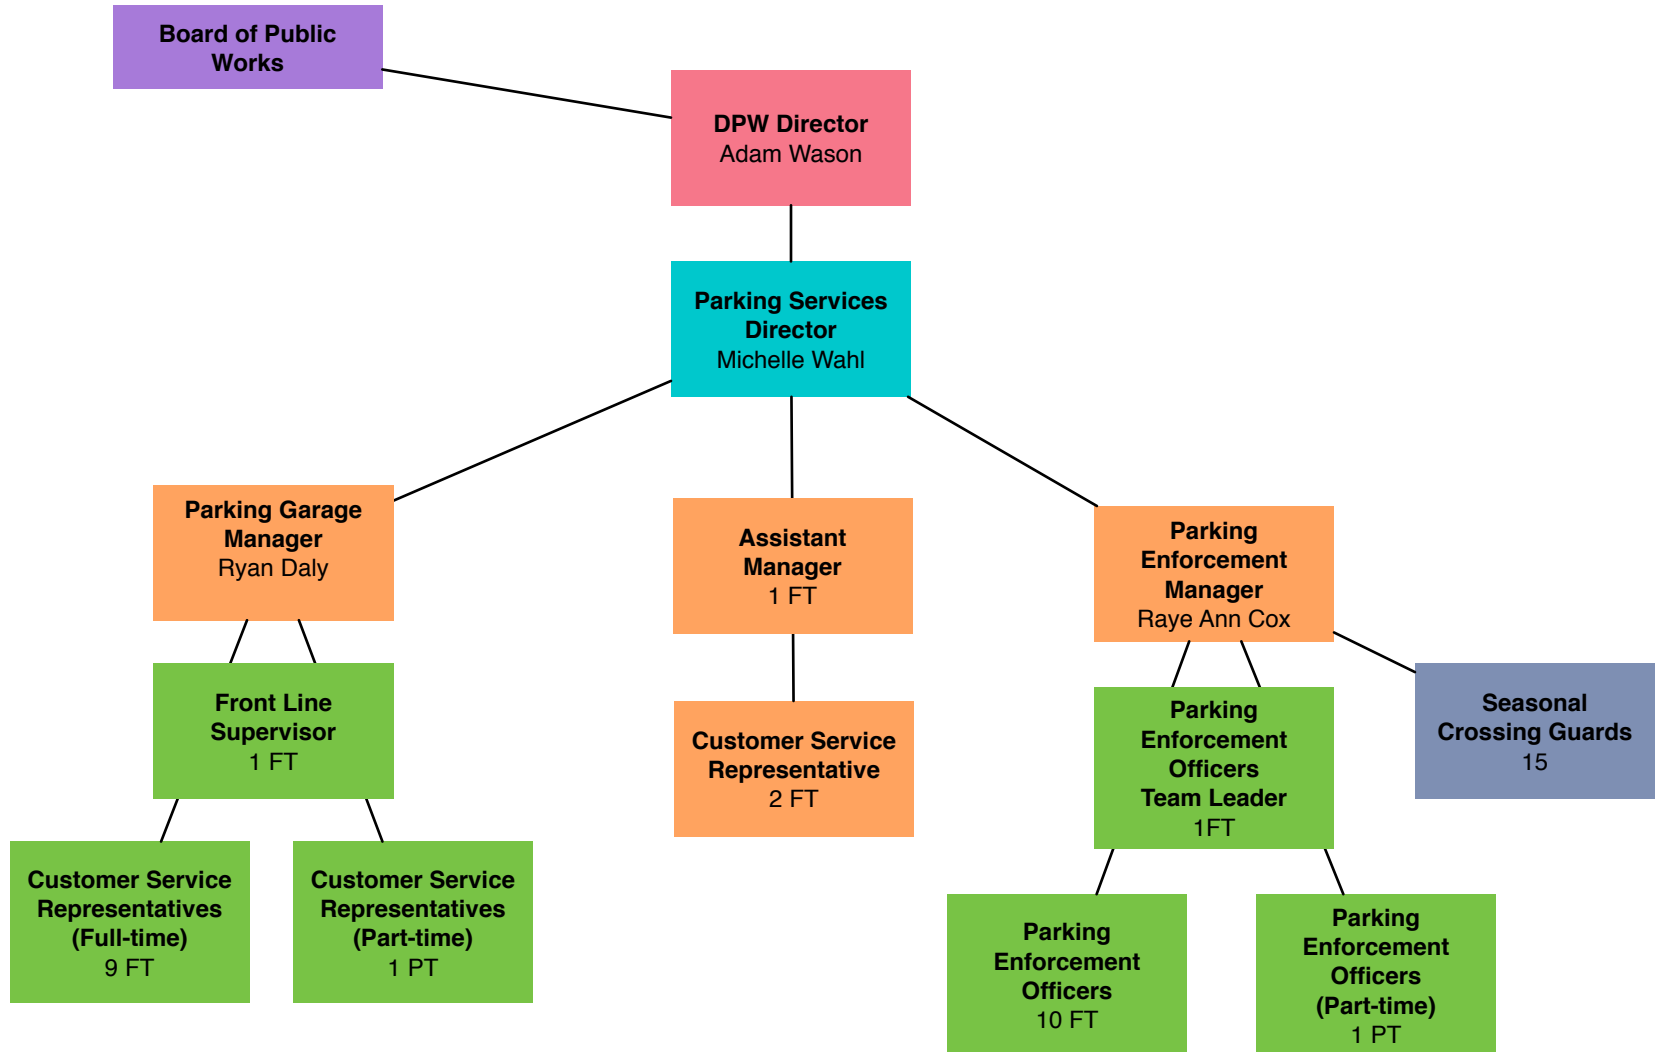 Board of Public
Works
DPW Director
Adam Wason
Parking Services
Director
Michelle Wahl
Parking Garage
Manager
Ryan Daly
Assistant
Manager
1 FT
Parking
Enforcement
Manager
Raye Ann Cox
Front Line
Supervisor
1 FT
Customer Service
Representative
2 FT
Parking
Enforcement
Officers
Team Leader
1FT
Seasonal
Crossing Guards
15
Customer Service
Representatives
(Full-time)
9 FT
Customer Service
Representatives
(Part-time)
1 PT
Parking
Enforcement
Officers
10 FT
Parking
Enforcement
Officers
(Part-time)
1 PT